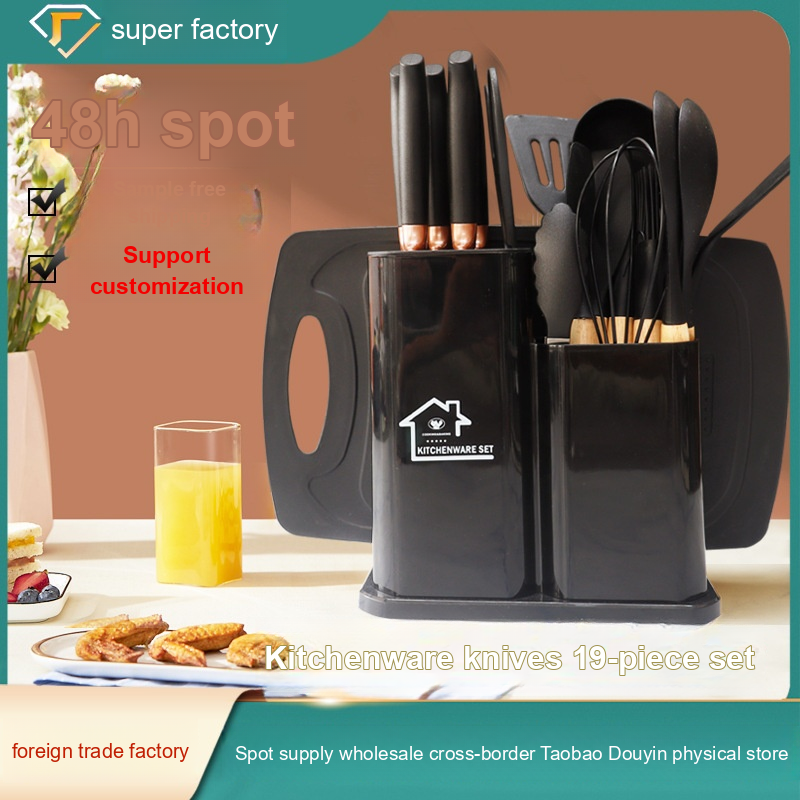 super factory
48h spot
free
Support
customization
KITCHENWARE SET
Kitchenware knives 19-piece set
foreign trade factory
Spot supply wholesale cross-border Taobao Douyin physical store